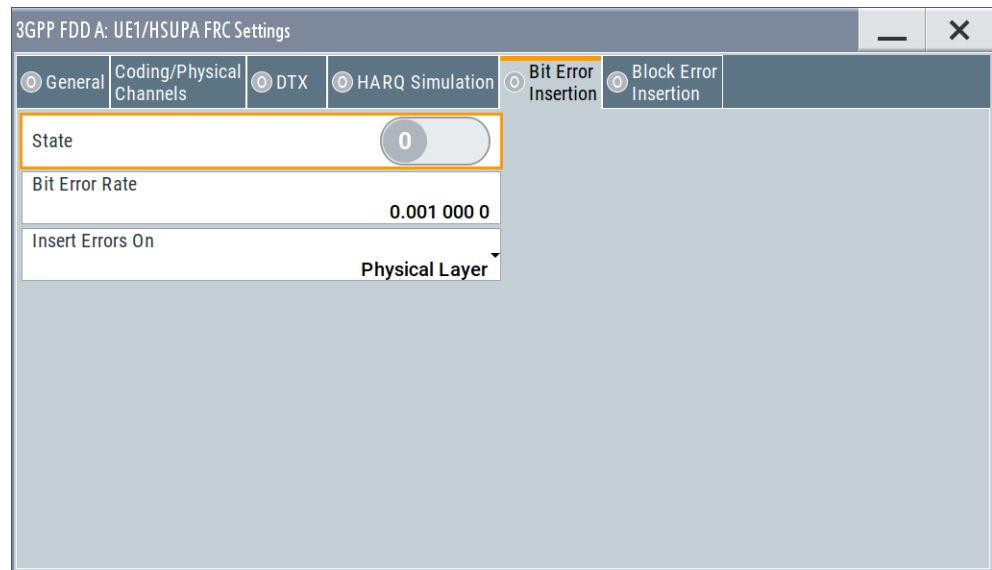 3GPP FDD A: UE1/HSUPA FRC Settings
General
Coding/Physical
Channels
DTX
HARQ Simulation
Bit Error
Insertion
Block Error
Insertion
State
0
Bit Error Rate
0.001 000 0
Insert Errors On
Physical Layer